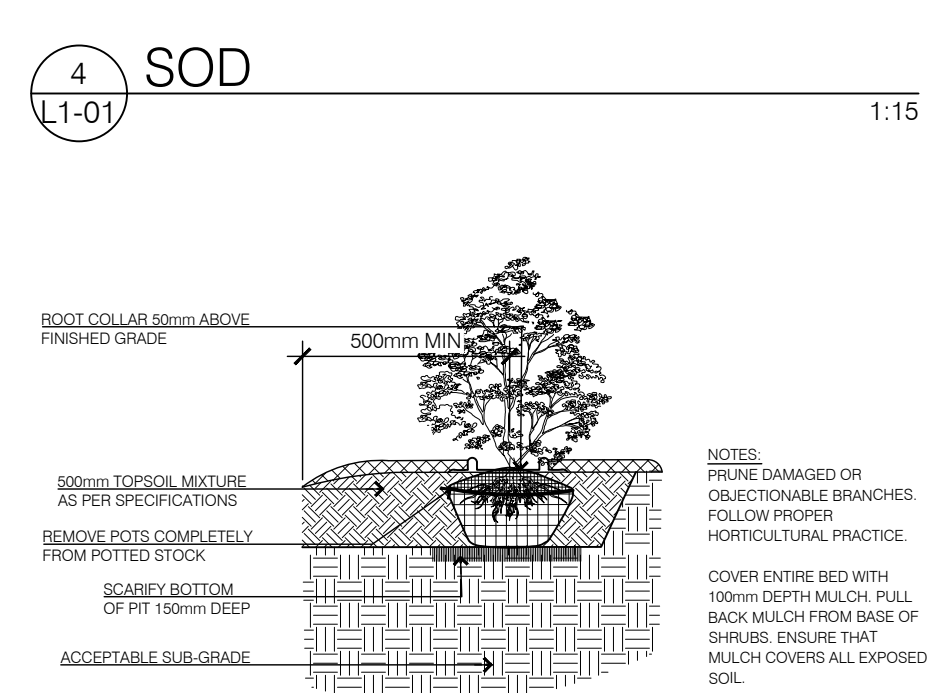 4
SOD
L1-01
1:15
ROOT COLLAR 50mm ABOVE
FINISHED GRADE
500mm MIN
500mm TOPSOIL MIXTURE
AS PER SPECIFICATIONS
REMOVE POTS COMPLETELY
FROM POTTED STOCK
SCARIFY BOTTOM
OF PIT 150mm DEEP
ACCEPTABLE SUB-GRADE
NOTES:
PRUNE DAMAGED OR
OBJECTIONABLE BRANCHES.
FOLLOW PROPER
HORTICULTURAL PRACTICE.
COVER ENTIRE BED WITH
100mm DEPTH MULCH. PULL
BACK MULCH FROM BASE OF
SHRUBS. ENSURE THAT
MULCH COVERS ALL EXPOSED
SOIL.